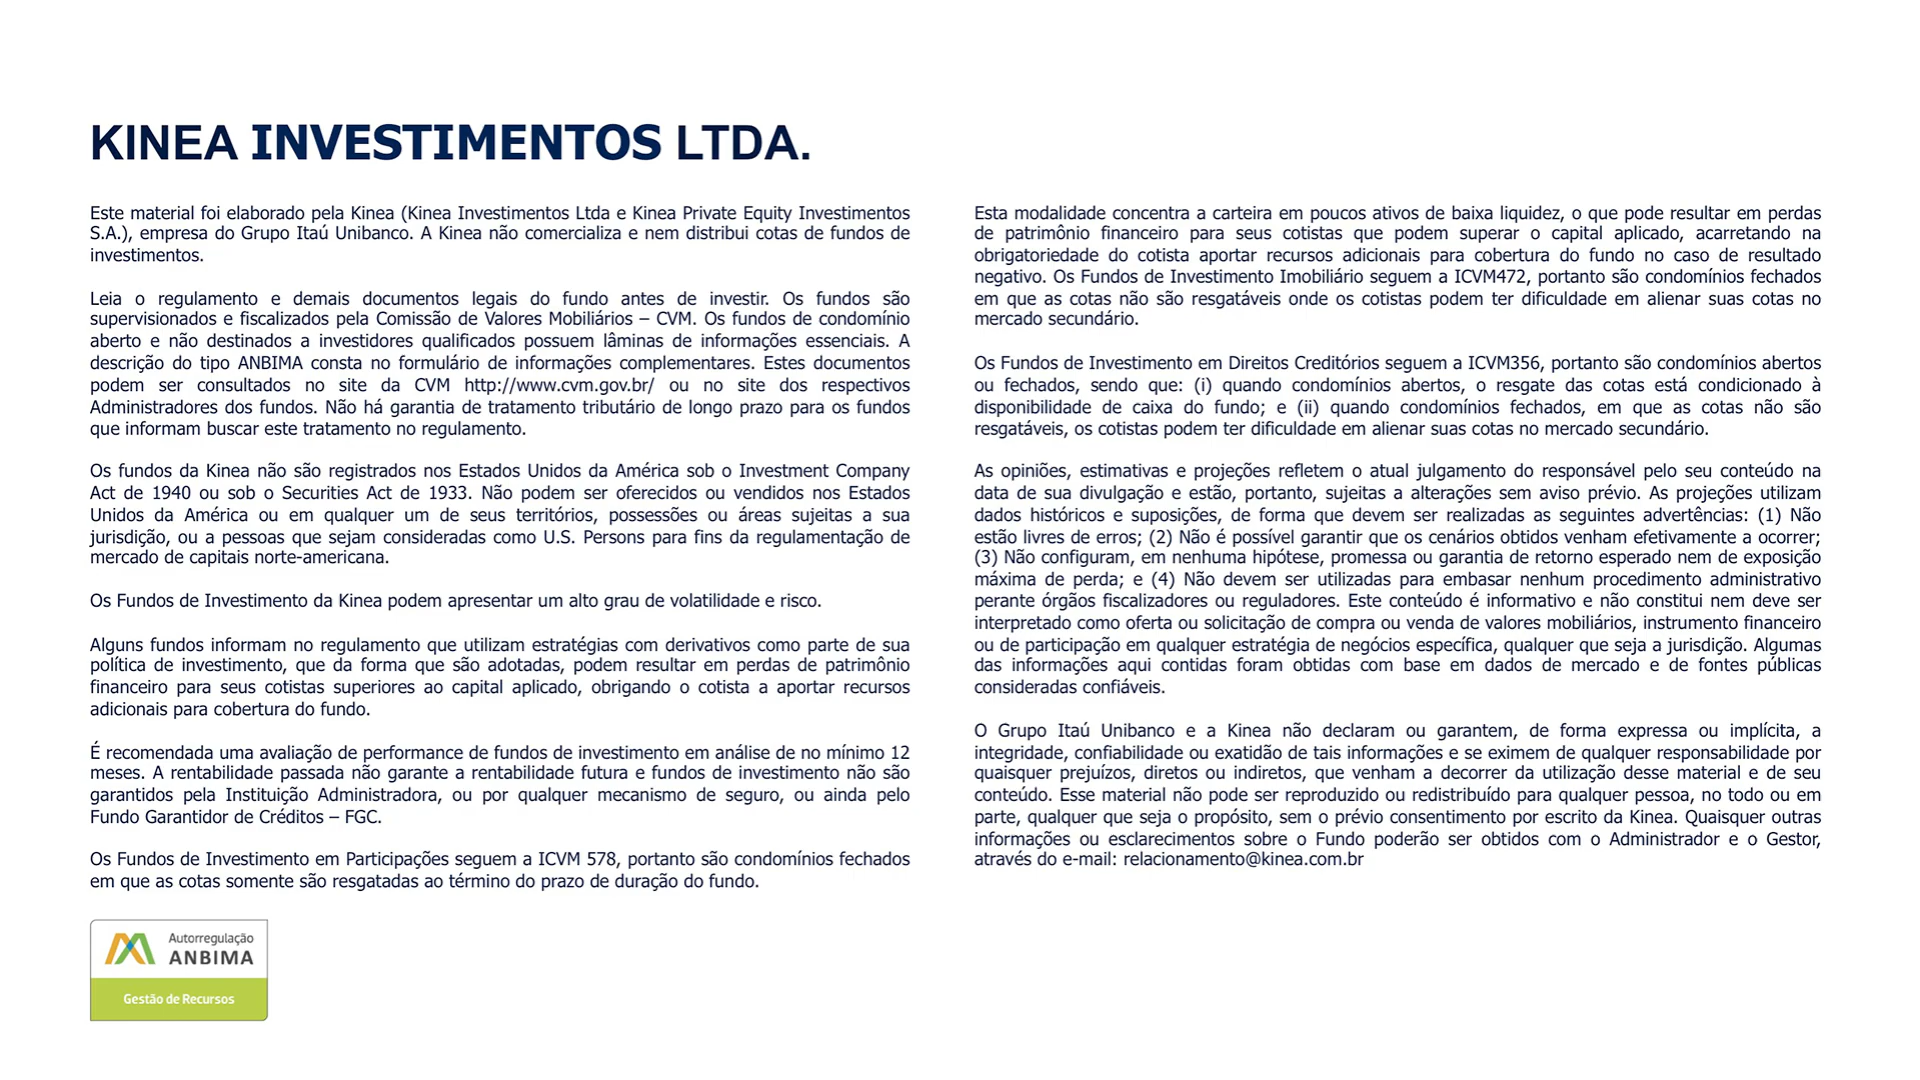 KINEA INVESTIMENTOS LTDA.
Este material foi elaborado pela Kinea (Kinea Investimentos Ltda e Kinea Private Equity Investimentos
S.A.), empresa do Grupo Itaú Unibanco. A Kinea não comercializa e nem distribui cotas de fundos de
investimentos.
Leia o regulamento e demais documentos legais do fundo antes de investir. Os fundos são
supervisionados e fiscalizados pela Comissão de Valores Mobiliários – CVM. Os fundos de condomínio
aberto e não destinados a investidores qualificados possuem lâminas de informações essenciais. A
descrição do tipo ANBIMA consta no formulário de informações complementares. Estes documentos
podem ser consultados no site da CVM http://www.cvm.gov.br/ ou no site dos respectivos
Administradores dos fundos. Não há garantia de tratamento tributário de longo prazo para os fundos
que informam buscar este tratamento no regulamento.
Os fundos da Kinea não são registrados nos Estados Unidos da América sob o Investment Company
Act de 1940 ou sob o Securities Act de 1933. Não podem ser oferecidos ou vendidos nos Estados
Unidos da América ou em qualquer um de seus territórios, possessões ou áreas sujeitas a sua
jurisdição, ou a pessoas que sejam consideradas como U.S. Persons para fins da regulamentação de
mercado de capitais norte-americana.
Os Fundos de Investimento da Kinea podem apresentar um alto grau de volatilidade e risco.
Alguns fundos informam no regulamento que utilizam estratégias com derivativos como parte de sua
política de investimento, que da forma que são adotadas, podem resultar em perdas de patrimônio
financeiro para seus cotistas superiores ao capital aplicado, obrigando o cotista a aportar recursos
adicionais para cobertura do fundo.
É recomendada uma avaliação de performance de fundos de investimento em análise de no mínimo 12
meses. A rentabilidade passada não garante a rentabilidade futura e fundos de investimento não são
garantidos pela Instituição Administradora, ou por qualquer mecanismo de seguro, ou ainda pelo
Fundo Garantidor de Créditos – FGC.
Os Fundos de Investimento em Participações seguem a ICVM 578, portanto são condomínios fechados
em que as cotas somente são resgatadas ao término do prazo de duração do fundo.
Esta modalidade concentra a carteira em poucos ativos de baixa liquidez, o que pode resultar em perdas
de patrimônio financeiro para seus cotistas que podem superar o capital aplicado, acarretando na
obrigatoriedade do cotista aportar recursos adicionais para cobertura do fundo no caso de resultado
negativo. Os Fundos de Investimento Imobiliário seguem a ICVM472, portanto são condomínios fechados
em que as cotas não são resgatáveis onde os cotistas podem ter dificuldade em alienar suas cotas no
mercado secundário.
Os Fundos de Investimento em Direitos Creditórios seguem a ICVM356, portanto são condomínios abertos
ou fechados, sendo que: (i) quando condomínios abertos, o resgate das cotas está condicionado à
disponibilidade de caixa do fundo; e (ii) quando condomínios fechados, em que as cotas não são
resgatáveis, os cotistas podem ter dificuldade em alienar suas cotas no mercado secundário.
As opiniões, estimativas e projeções refletem o atual julgamento do responsável pelo seu conteúdo na
data de sua divulgação e estão, portanto, sujeitas a alterações sem aviso prévio. As projeções utilizam
dados históricos e suposições, de forma que devem ser realizadas as seguintes advertências: (1) Não
estão livres de erros; (2) Não é possível garantir que os cenários obtidos venham efetivamente a ocorrer;
(3) Não configuram, em nenhuma hipótese, promessa ou garantia de retorno esperado nem de exposição
máxima de perda; e (4) Não devem ser utilizadas para embasar nenhum procedimento administrativo
perante órgãos fiscalizadores ou reguladores. Este conteúdo é informativo e não constitui nem deve ser
interpretado como oferta ou solicitação de compra ou venda de valores mobiliários, instrumento financeiro
ou de participação em qualquer estratégia de negócios específica, qualquer que seja a jurisdição. Algumas
das informações aqui contidas foram obtidas com base em dados de mercado e de fontes públicas
consideradas confiáveis.
O Grupo Itaú Unibanco e a Kinea não declaram ou garantem, de forma expressa ou implícita, a
integridade, confiabilidade ou exatidão de tais informações e se eximem de qualquer responsabilidade por
quaisquer prejuízos, diretos ou indiretos, que venham a decorrer da utilização desse material e de seu
conteúdo. Esse material não pode ser reproduzido ou redistribuído para qualquer pessoa, no todo ou em
parte, qualquer que seja o propósito, sem o prévio consentimento por escrito da Kinea. Quaisquer outras
informações ou esclarecimentos sobre o Fundo poderão ser obtidos com o Administrador e o Gestor,
através do e-mail: relacionamento@kinea.com.br
Autorregulação
ANBIMA
Gestão de Recursos